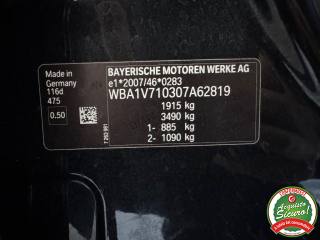 Made in
Germany
116d
475
0.50
BAYERISCHE MOTOREN WERKE AG
e1*2007/46*0283
WBA1V710307A62819
1915 kg
3490 kg
1- 885 kg
2- 1090 kg
Acquisto
Sicuro!